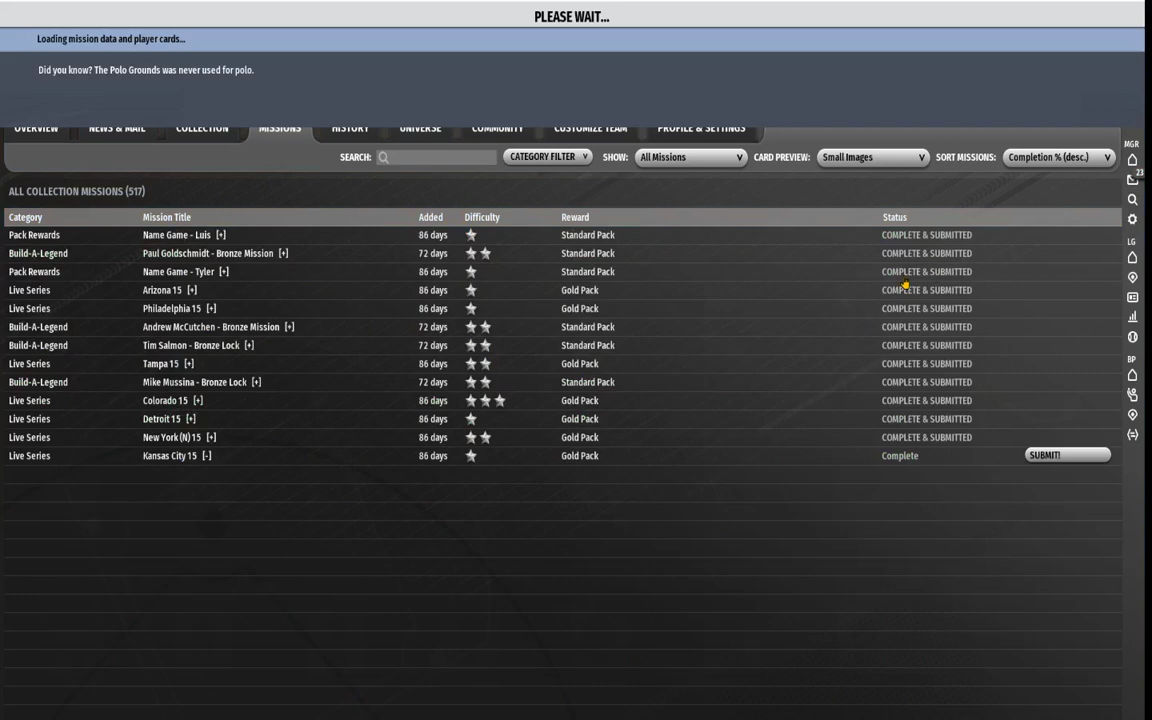 PLEASE WAIT...
Loading mission data and player cards...
Did you know? The Polo Grounds was never used for polo.
OVERVIEW NEWS & MAIL COLLECTION MISSIONS HISTORY UNIVERSE COMMUNITY CUSTOMIZE TEAM PROFILE & SETTINGS
MGR
SEARCH: CATEGORY FILTER V SHOW: All Missions V CARD PREVIEW: Small Images V SORT MISSIONS: Completion % (desc.) V
23
ALL COLLECTION MISSIONS (517)
Category Mission Title Added Difficulty Reward Status
Pack Rewards Name Game - Luis [+] 86 days Standard Pack COMPLETE & SUBMITTED
LG
Build-A-Legend Paul Goldschmidt - Bronze Mission [+] 72 days Standard Pack COMPLETE & SUBMITTED
Pack Rewards Name Game - Tyler [+] 86 days Standard Pack COMPLETE & SUBMITTED
Live Series Arizona 15 [+] 86 days Gold Pack COMPLETE & SUBMITTED
Live Series Philadelphia 15 [+] 86 days Gold Pack COMPLETE & SUBMITTED
Build-A-Legend Andrew McCutchen - Bronze Mission [+] 72 days Standard Pack COMPLETE & SUBMITTED
Build-A-Legend Tim Salmon - Bronze Lock [+] 72 days Standard Pack COMPLETE & SUBMITTED
BP
Live Series Tampa 15 [+] 86 days Gold Pack COMPLETE & SUBMITTED
Build-A-Legend Mike Mussina - Bronze Lock [+] 72 days Standard Pack COMPLETE & SUBMITTED
Live Series Colorado 15 [+] 86 days Gold Pack COMPLETE & SUBMITTED
Live Series Detroit 15 [+] 86 days Gold Pack COMPLETE & SUBMITTED
Live Series New York (N) 15 [+] 86 days Gold Pack COMPLETE & SUBMITTED
Live Series Kansas City 15 [-] 86 days Gold Pack Complete SUBMIT!